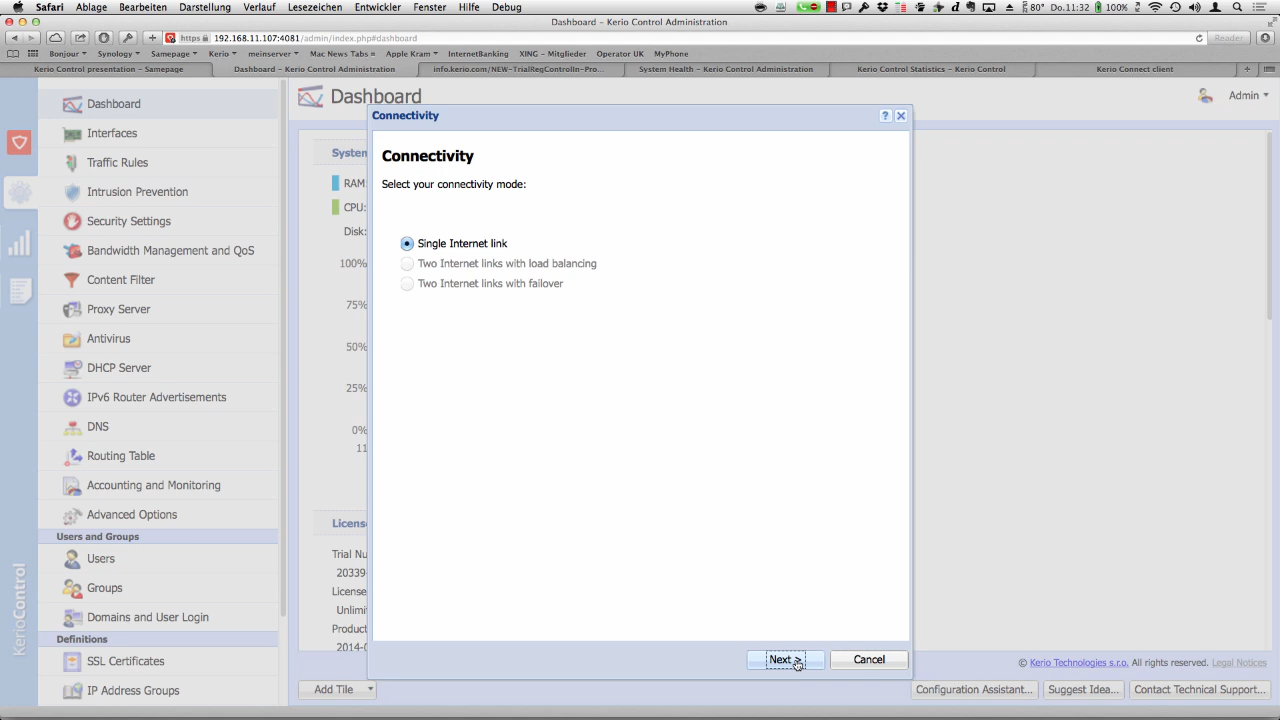 Safari Ablage Bearbeiten Darstellung Verlauf Lesezeichen Entwickler Fenster Hilfe Debug 80° Do.11:32 100%
Dashboard – Kerio Control Administration
https 192.168.11.107:4081/admin/index.php#dashboard Reader
Bonjour Synology Samepage Kerio meinserver Mac News Tabs Apple Kram InternetBanking XING – Mitglieder Operator UK MyPhone
Kerio Control presentation – Samepage Dashboard – Kerio Control Administration info.kerio.com/NEW-TrialRegControlIn-Pro... System Health – Kerio Control Administration Kerio Control Statistics – Kerio Control Kerio Connect client
Dashboard
Interfaces
Traffic Rules
Intrusion Prevention
Security Settings
Bandwidth Management and QoS
Content Filter
Proxy Server
Antivirus
DHCP Server
IPv6 Router Advertisements
DNS
Routing Table
Accounting and Monitoring
Advanced Options
Users and Groups
Users
Groups
Domains and User Login
Definitions
SSL Certificates
IP Address Groups
KerioControl
Dashboard
Admin
System
RAM:
CPU:
Disk:
100%
75%
50%
25%
0%
11
License
Trial Nu
20339-
License
Unlimi
Product
2014-0
Connectivity
Connectivity
Select your connectivity mode:
Single Internet link
Two Internet links with load balancing
Two Internet links with failover
Next >
Cancel
© Kerio Technologies s.r.o. All rights reserved. Legal Notices
Add Tile
Configuration Assistant... Suggest Idea... Contact Technical Support...